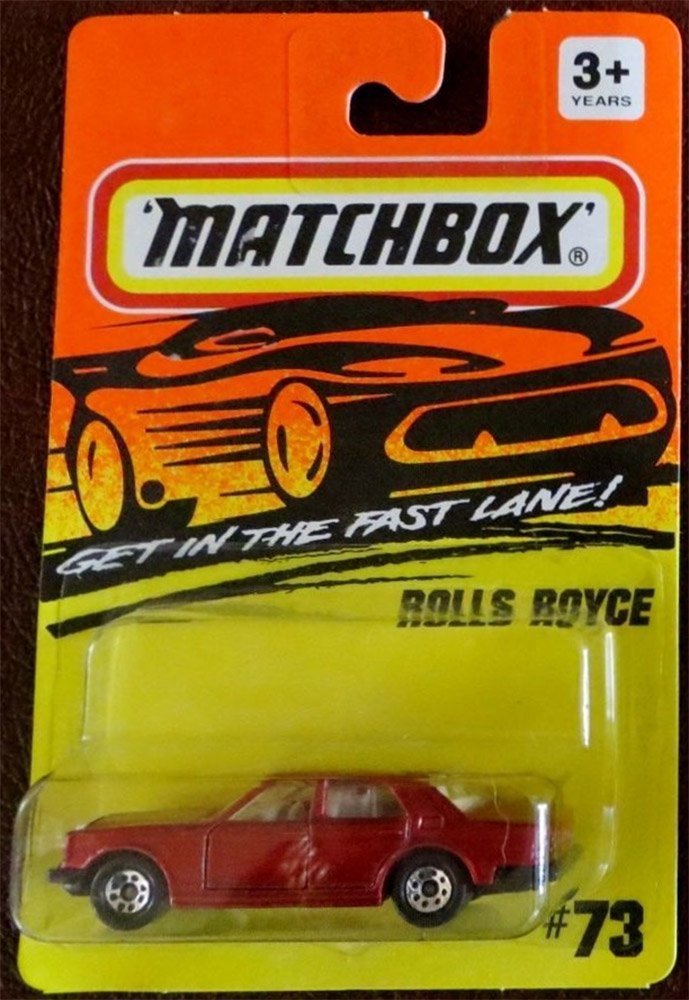 3+
YEARS
'MATCHBOX'®
GET IN THE FAST LANE!
ROLLS ROYCE
#73